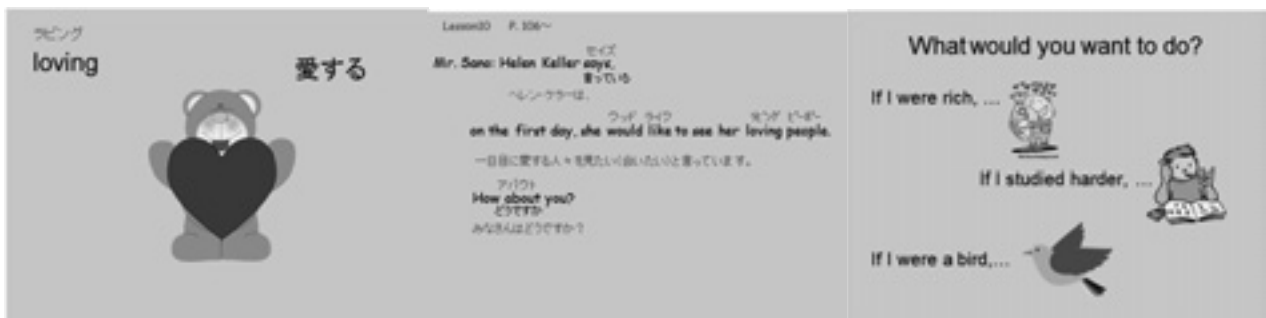 ラビング
loving
愛する
Lesson10 P. 106～
セイズ
Mr. Sano: Helen Keller says,
言っている
ヘレン・ケラーは、
ウッド ライク
ラビング ピーポー
on the first day, she would like to see her loving people.
一日目に愛する人々を見たい(会いたい)と言っています。
アバウト
How about you?
どうですか
みなさんはどうですか？
What would you want to do?
If I were rich, ...
If I studied harder, ...
If I were a bird,...